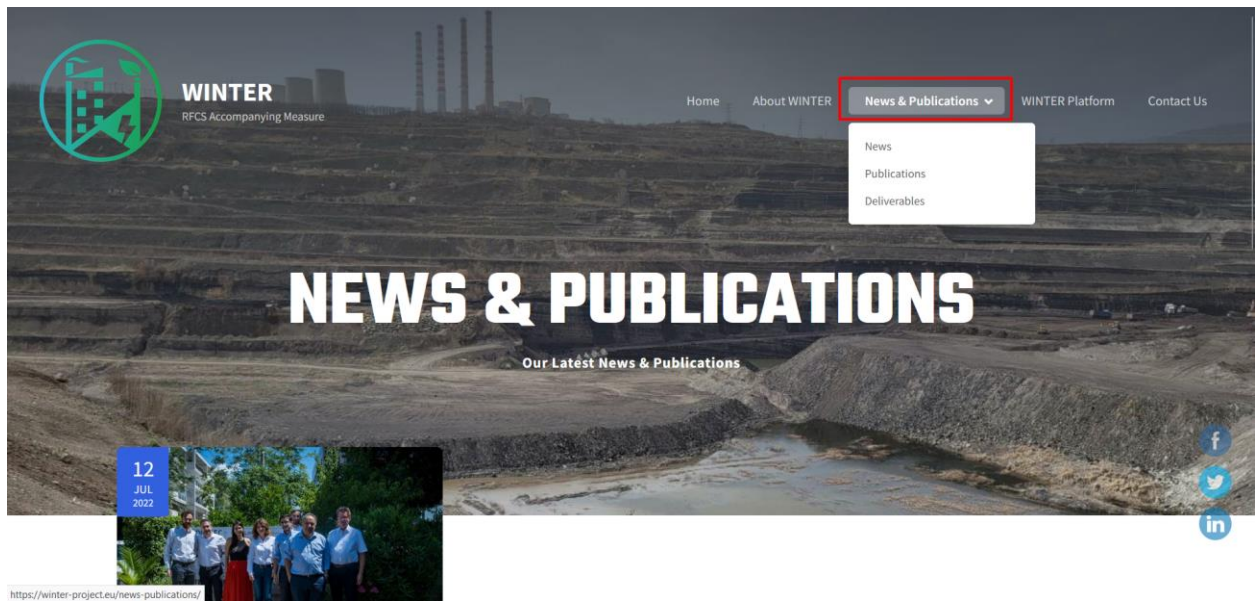 WINTER
RFCS Accompanying Measure
Home About WINTER News & Publications WINTER Platform Contact Us
News
Publications
Deliverables
NEWS & PUBLICATIONS
Our Latest News & Publications
12
JUL
2022
f
in
https://winter-project.eu/news-publications/